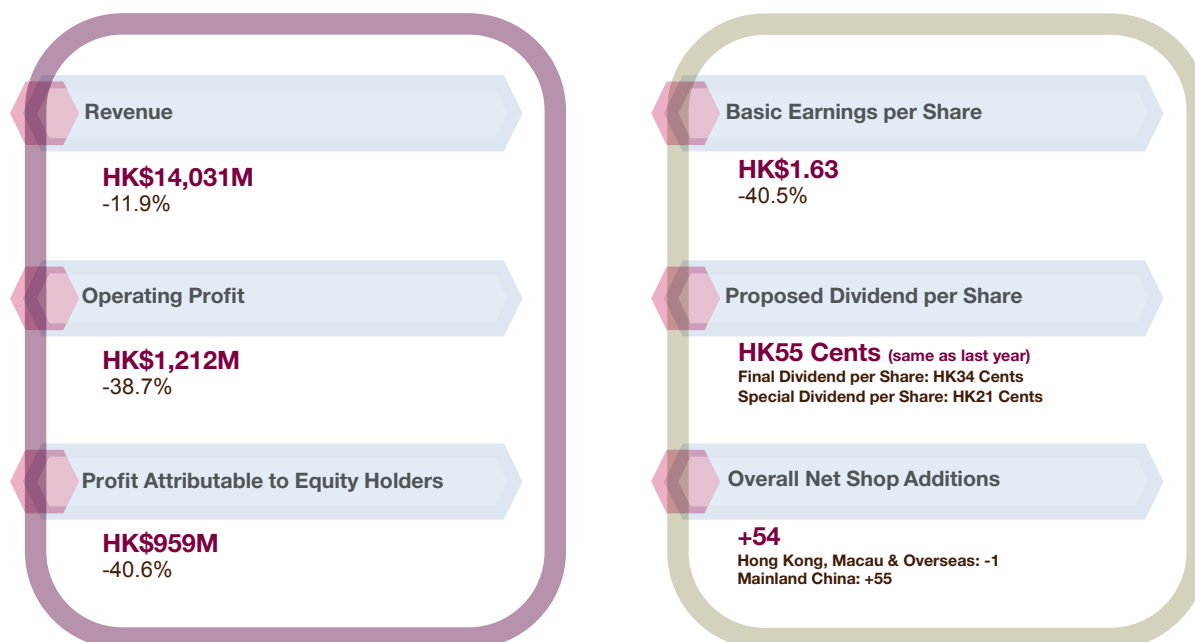 Revenue
HK$14,031M
-11.9%
Operating Profit
HK$1,212M
-38.7%
Profit Attributable to Equity Holders
HK$959M
-40.6%
Basic Earnings per Share
HK$1.63
-40.5%
Proposed Dividend per Share
HK55 Cents (same as last year)
Final Dividend per Share: HK34 Cents
Special Dividend per Share: HK21 Cents
Overall Net Shop Additions
+54
Hong Kong, Macau & Overseas: -1
Mainland China: +55